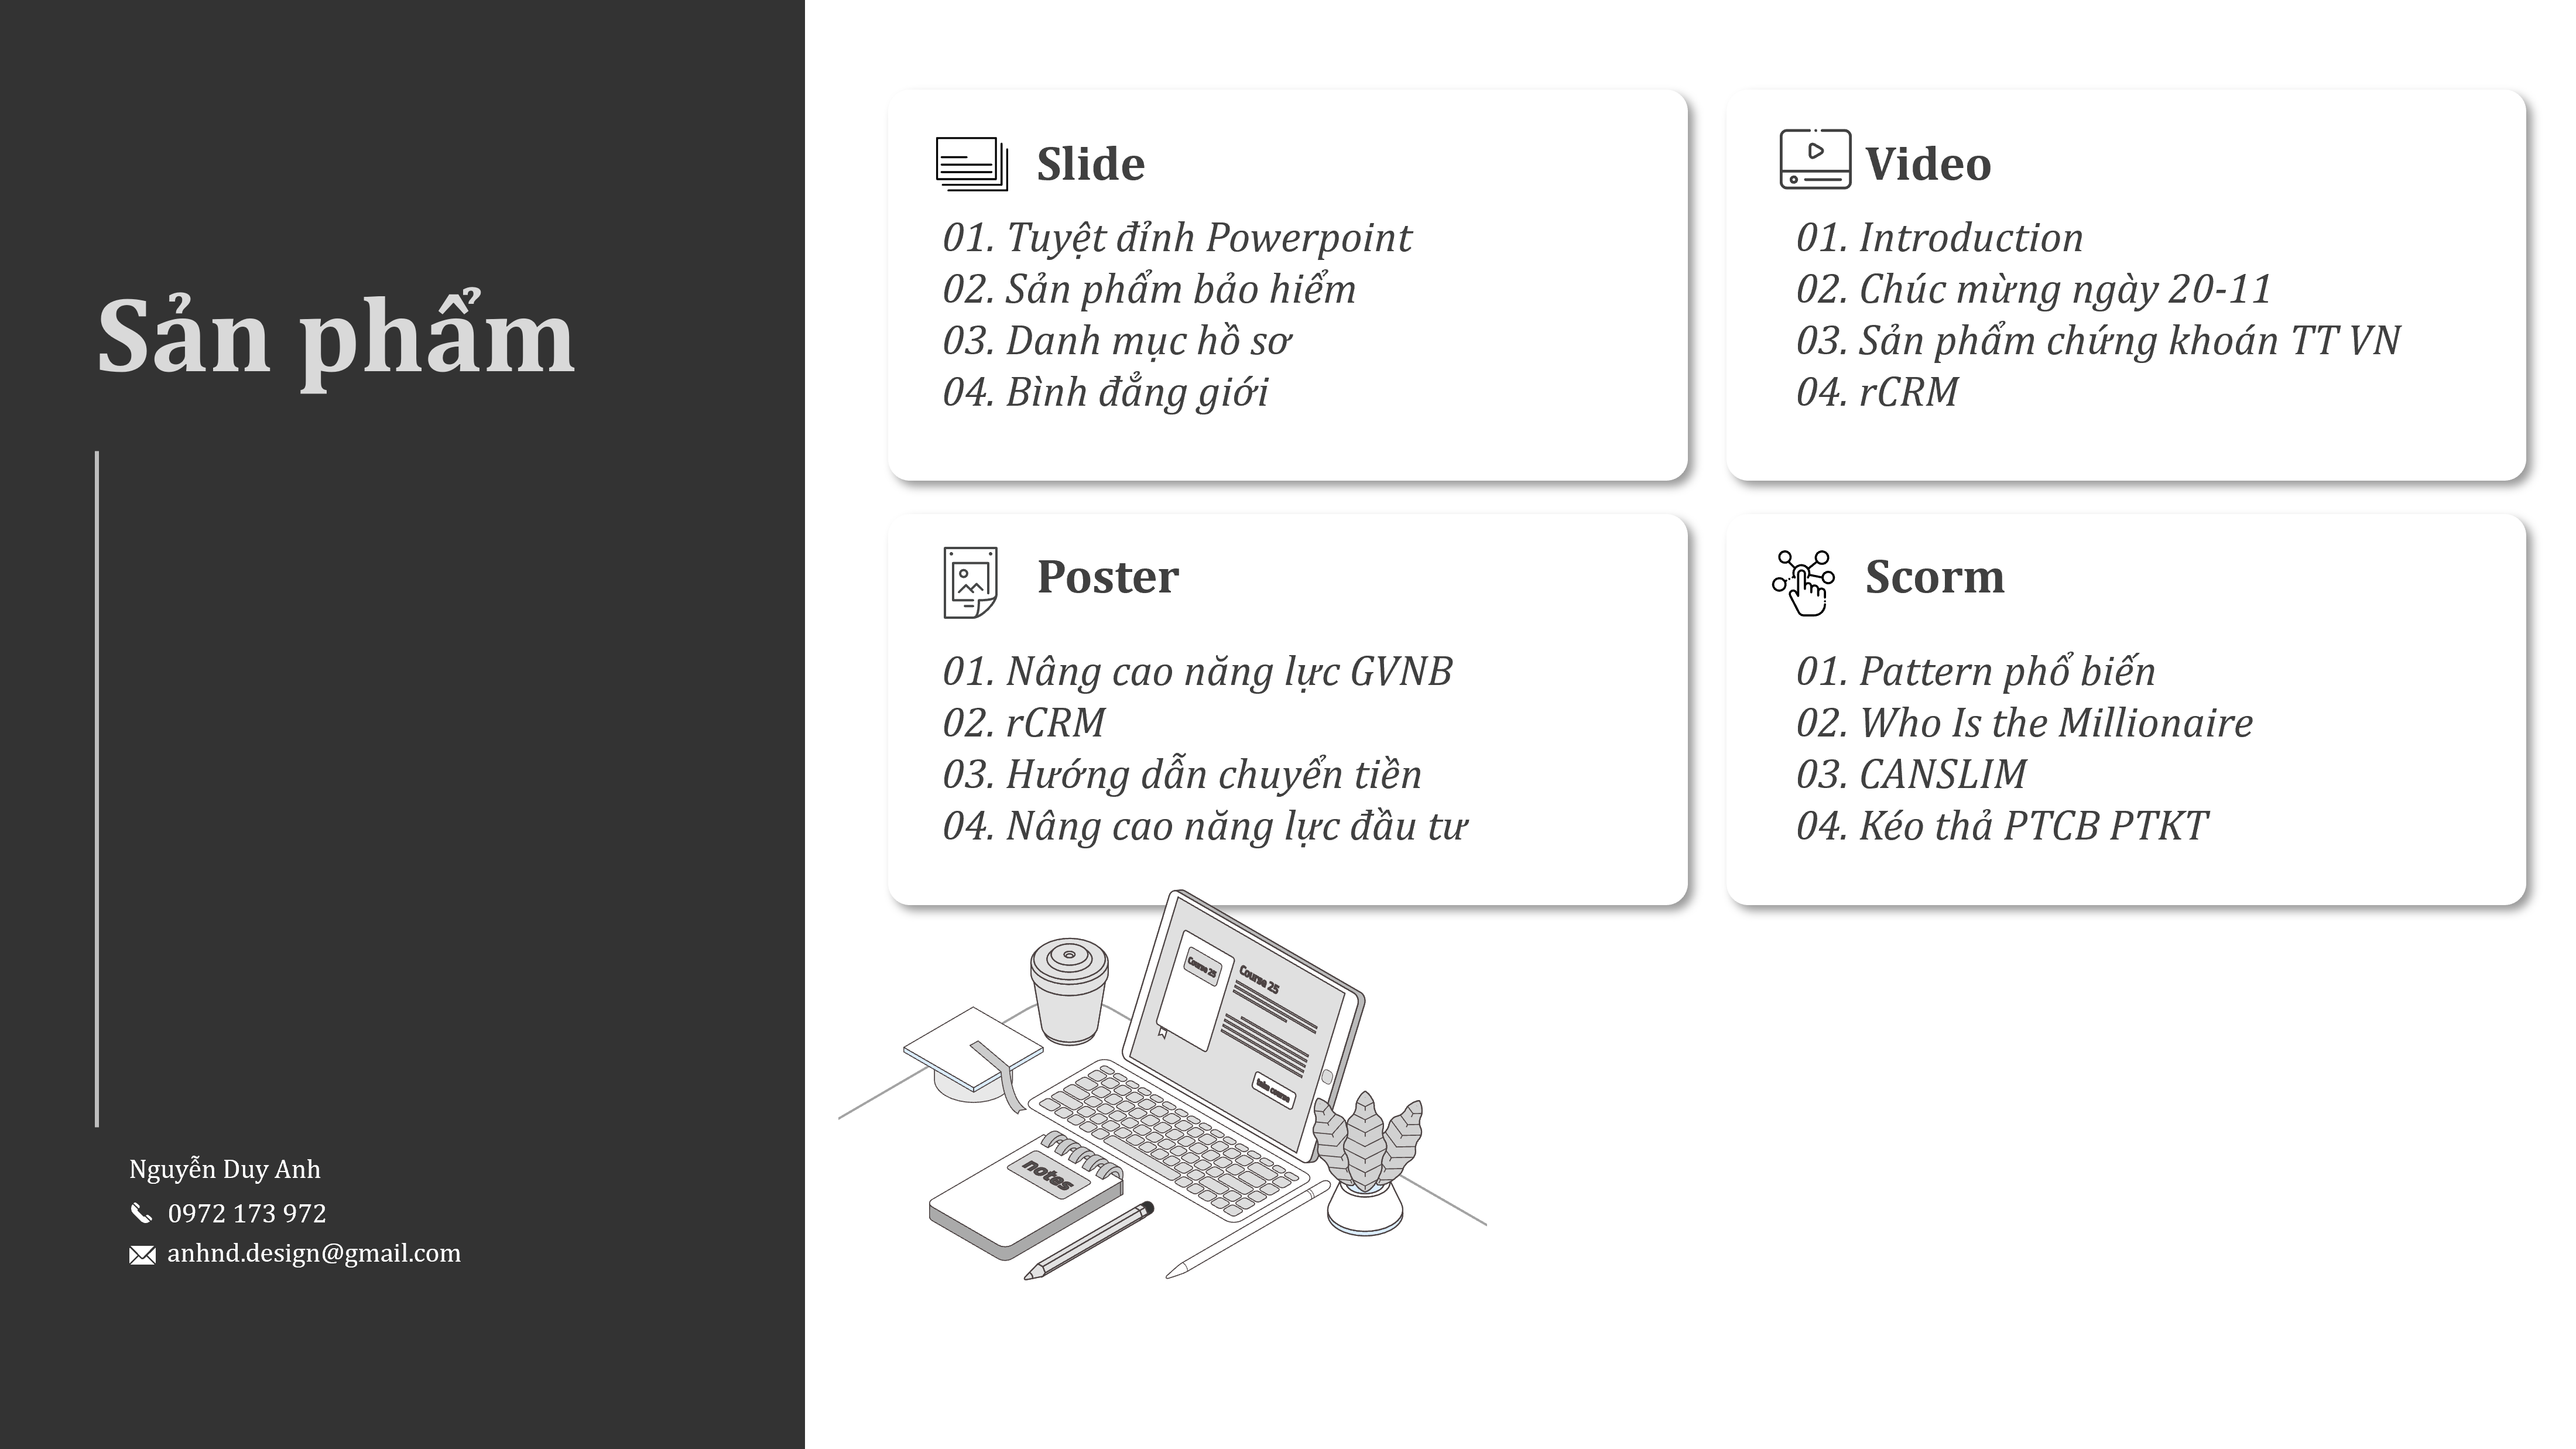 Sản phẩm
Nguyễn Duy Anh
0972 173 972
anhnd.design@gmail.com
Slide
01. Tuyệt đỉnh Powerpoint
02. Sản phẩm bảo hiểm
03. Danh mục hồ sơ
04. Bình đẳng giới
Video
01. Introduction
02. Chúc mừng ngày 20-11
03. Sản phẩm chứng khoán TT VN
04. rCRM
Poster
01. Nâng cao năng lực GVNB
02. rCRM
03. Hướng dẫn chuyển tiền
04. Nâng cao năng lực đầu tư
Scorm
01. Pattern phổ biến
02. Who Is the Millionaire
03. CANSLIM
04. Kéo thả PTCB PTKT
Course 25
Course 25
take course
notes